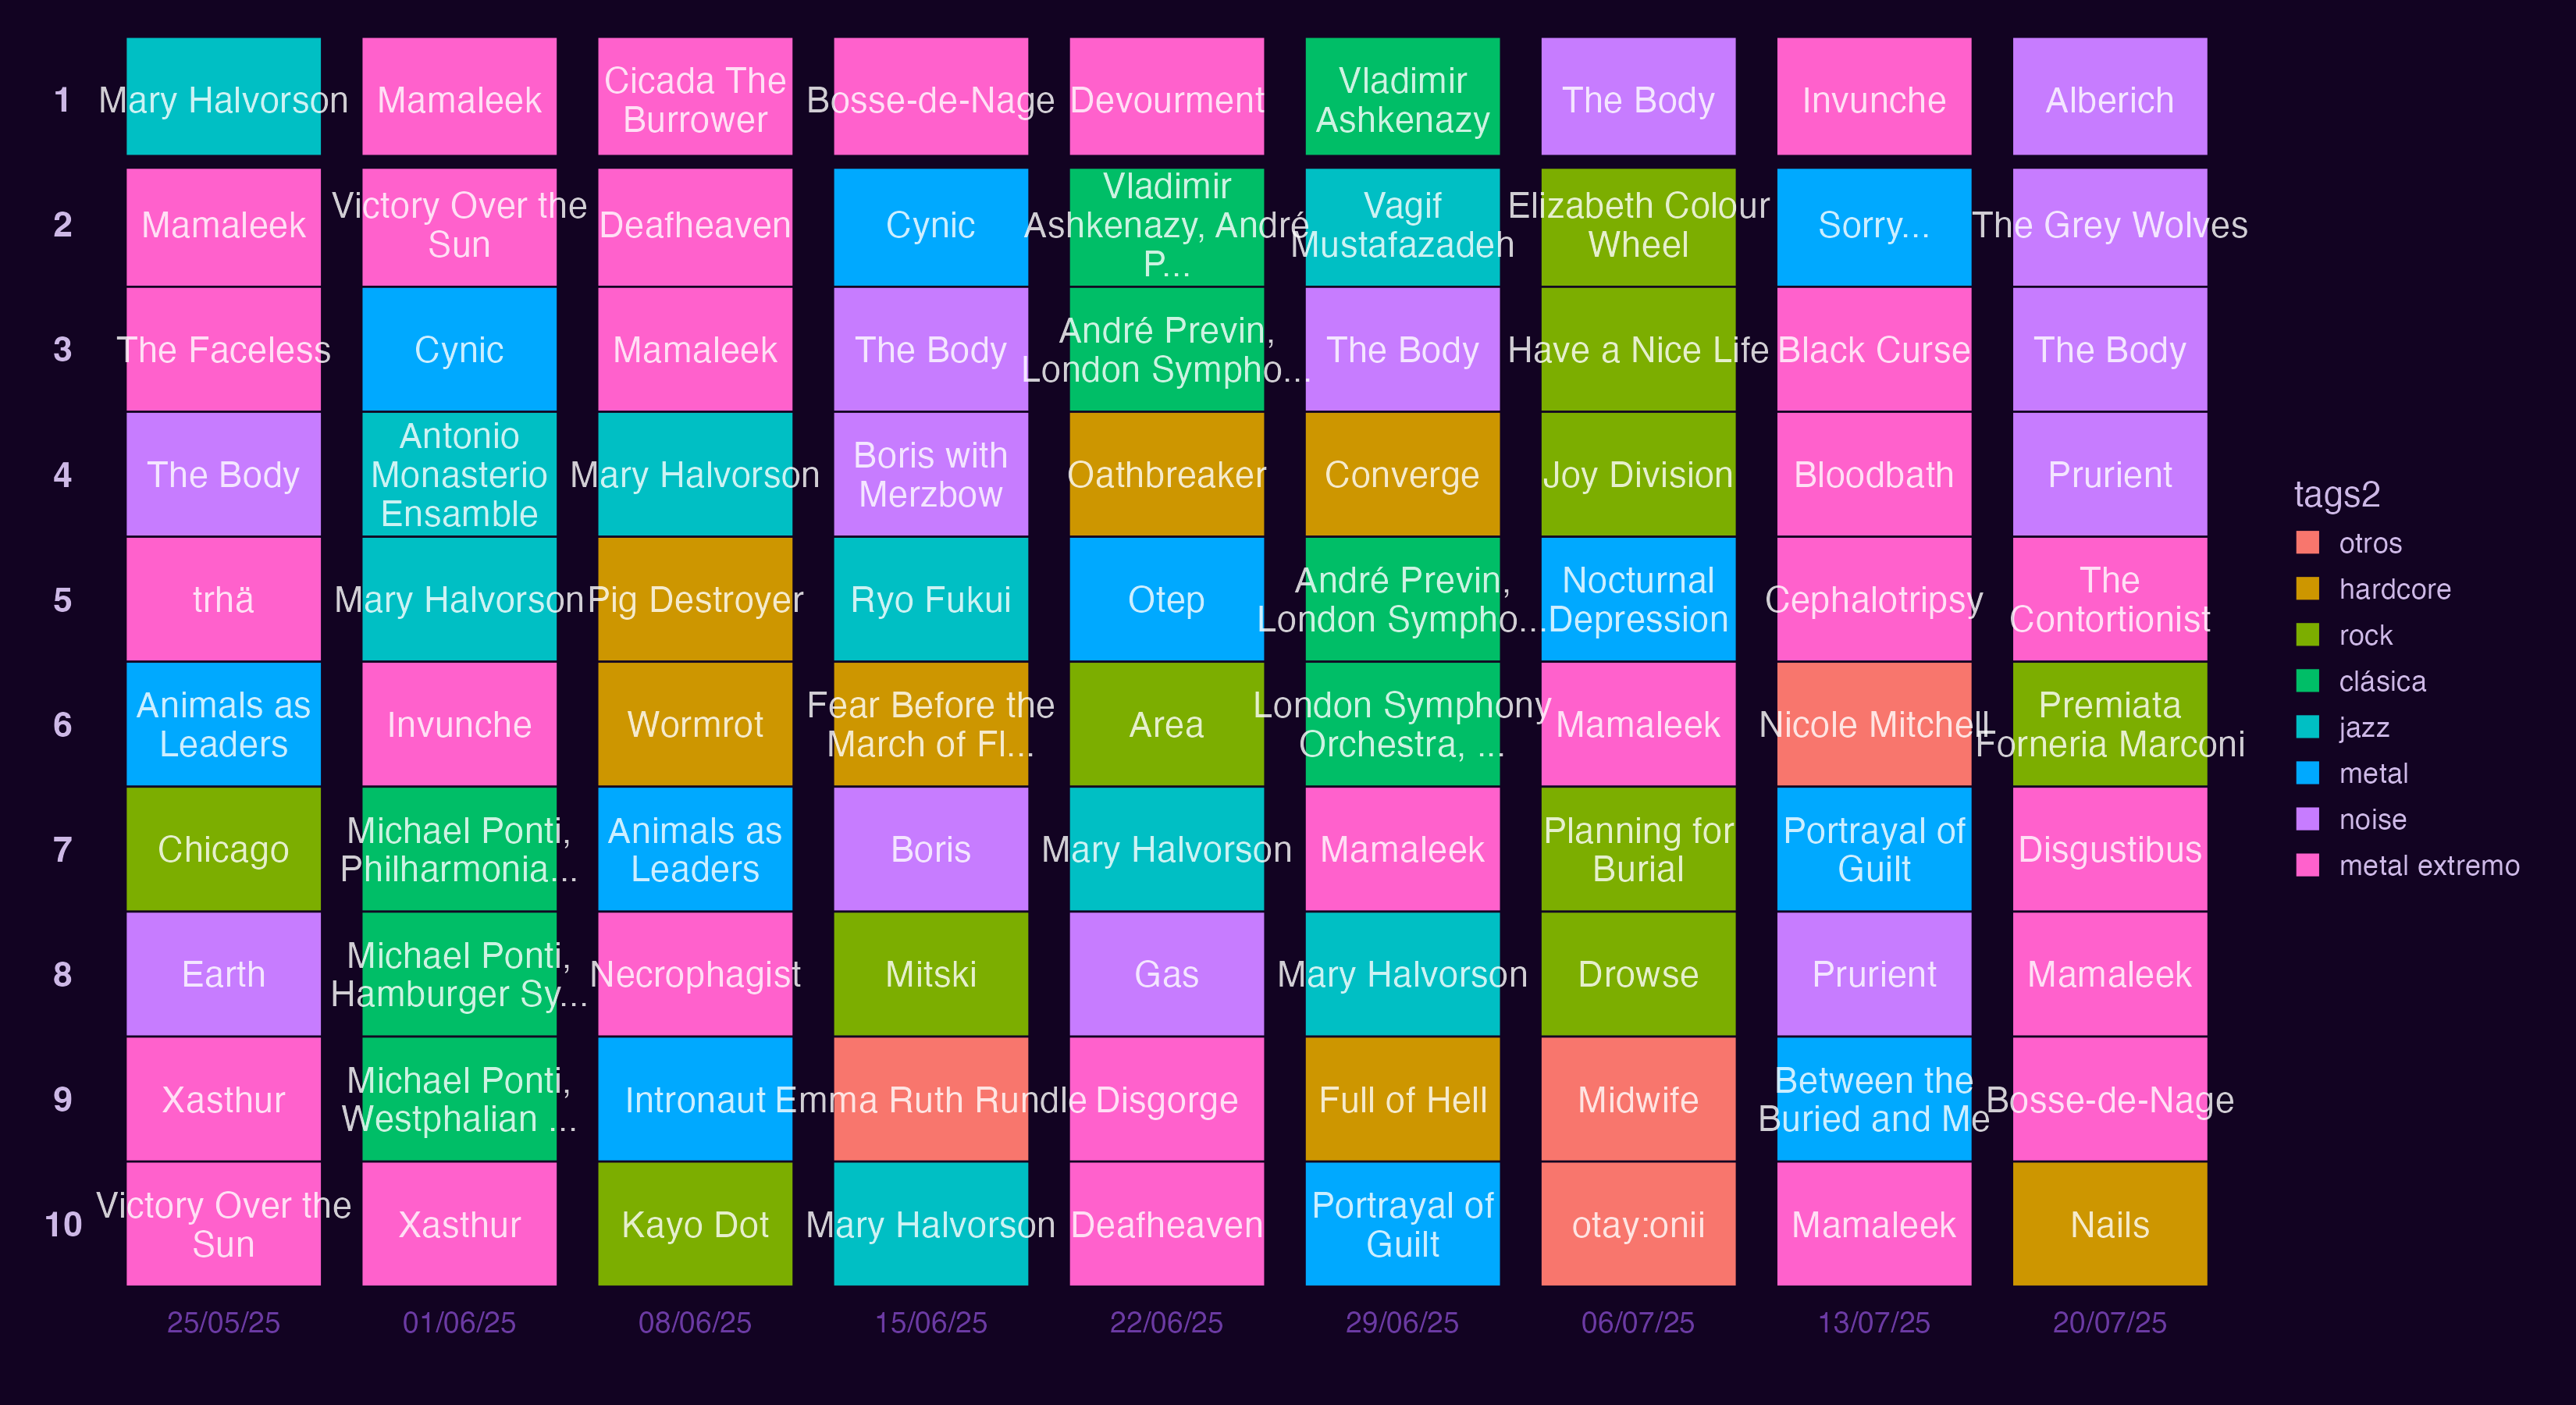 1
Mary Halvorson
Mamaleek
Cicada The
Burrower
Bosse-de-Nage
Devourment
Vladimir
Ashkenazy
The Body
Invunche
Alberich
2
Mamaleek
Victory Over the
Sun
Deafheaven
Cynic
Vladimir
Ashkenazy, André
P...
Vagif
Mustafazadeh
Elizabeth Colour
Wheel
Sorry...
The Grey Wolves
3
The Faceless
Cynic
Mamaleek
The Body
André Previn,
London Sympho...
The Body
Have a Nice Life
Black Curse
The Body
4
The Body
Antonio
Monasterio
Ensamble
Mary Halvorson
Boris with
Merzbow
Oathbreaker
Converge
Joy Division
Bloodbath
Prurient
5
trhä
Mary Halvorson
Pig Destroyer
Ryo Fukui
Otep
André Previn,
London Sympho...
Nocturnal
Depression
Cephalotripsy
The
Contortionist
6
Animals as
Leaders
Invunche
Wormrot
Fear Before the
March of Fl...
Area
London Symphony
Orchestra, ...
Mamaleek
Nicole Mitchell
Premiata
Forneria Marconi
7
Chicago
Michael Ponti,
Philharmonia...
Animals as
Leaders
Boris
Mary Halvorson
Mamaleek
Planning for
Burial
Portrayal of
Guilt
Disgustibus
8
Earth
Michael Ponti,
Hamburger Sy...
Necrophagist
Mitski
Gas
Mary Halvorson
Drowse
Prurient
Mamaleek
9
Xasthur
Michael Ponti,
Westphalian ...
Intronaut
Emma Ruth Rundle
Disgorge
Full of Hell
Midwife
Between the
Buried and Me
Bosse-de-Nage
10
Victory Over the
Sun
Xasthur
Kayo Dot
Mary Halvorson
Deafheaven
Portrayal of
Guilt
otay:onii
Mamaleek
Nails
25/05/25
01/06/25
08/06/25
15/06/25
22/06/25
29/06/25
06/07/25
13/07/25
20/07/25
tags2
otros
hardcore
rock
clásica
jazz
metal
noise
metal extremo